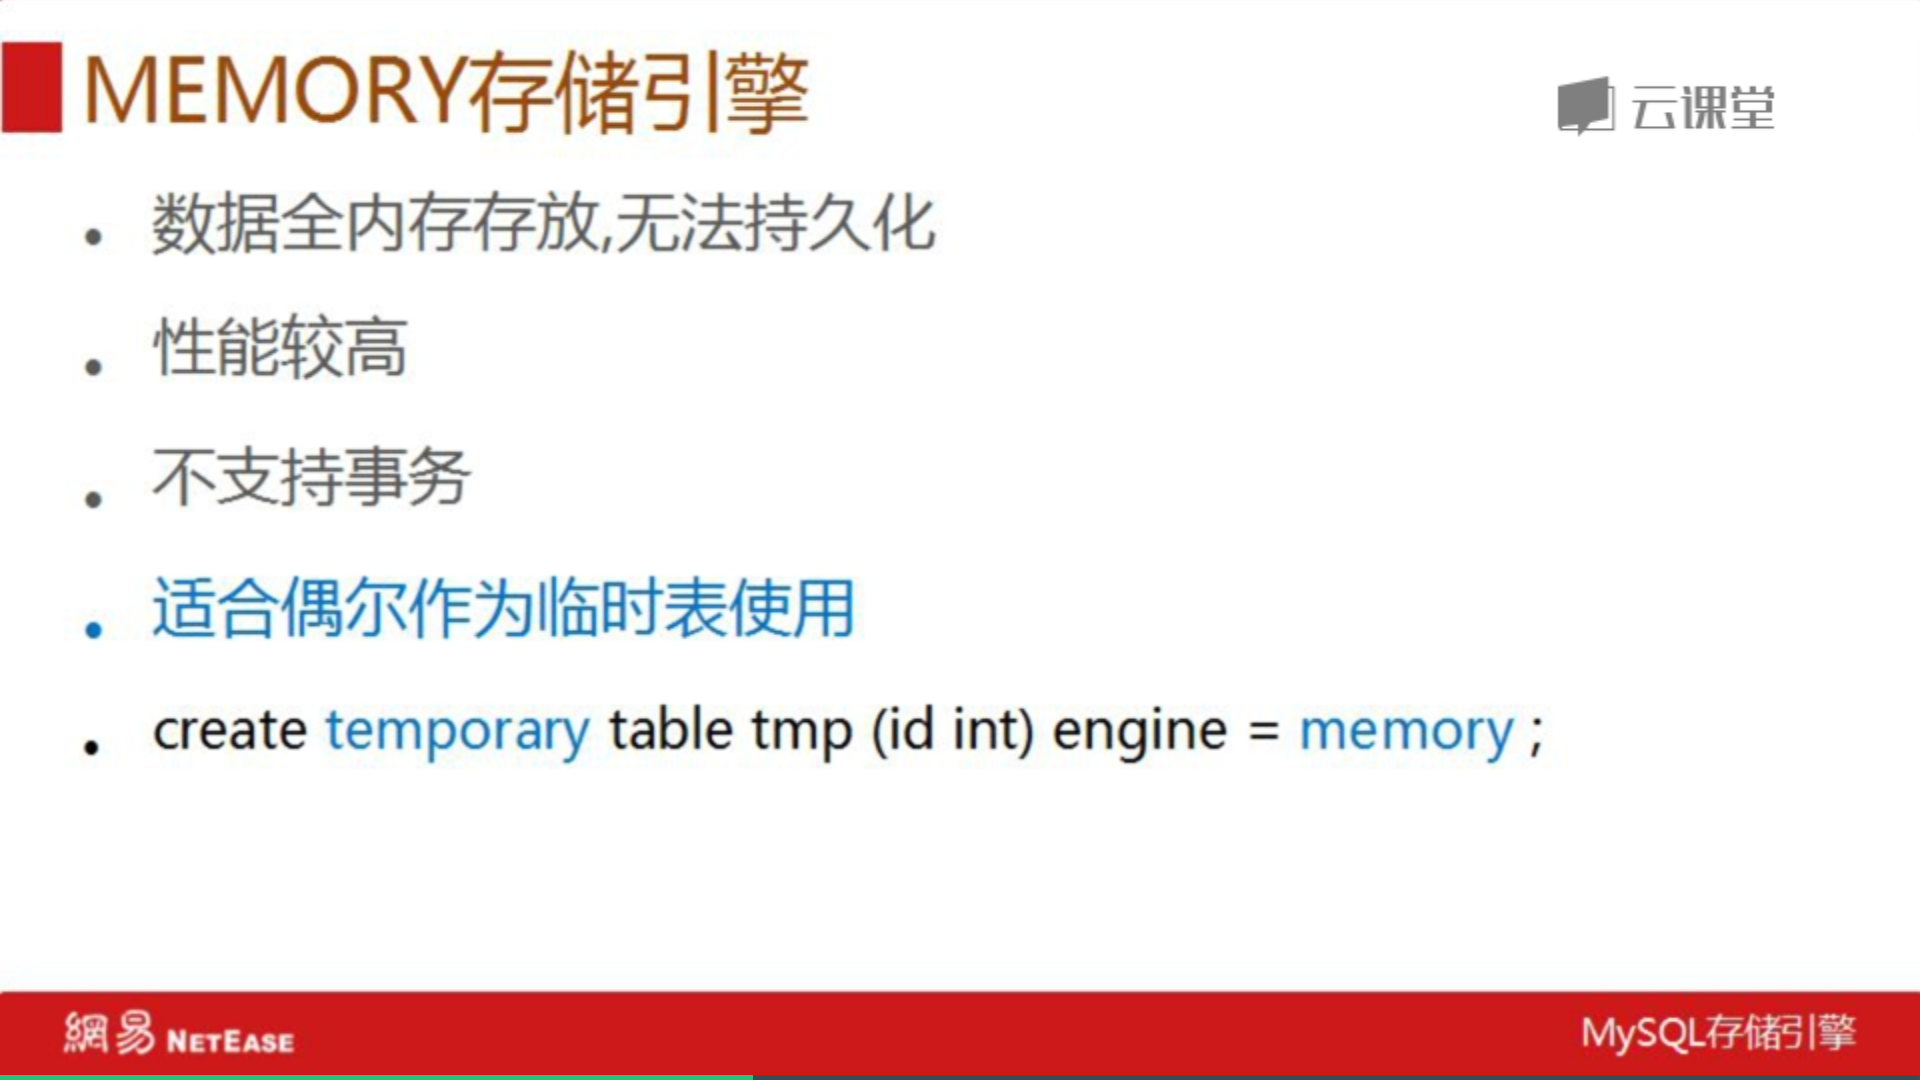 MEMORY存储引擎
云课堂
• 数据全内存存放,无法持久化
• 性能较高
• 不支持事务
• 适合偶尔作为临时表使用
• create temporary table tmp (id int) engine = memory ;
網易 NETEASE
MySQL存储引擎